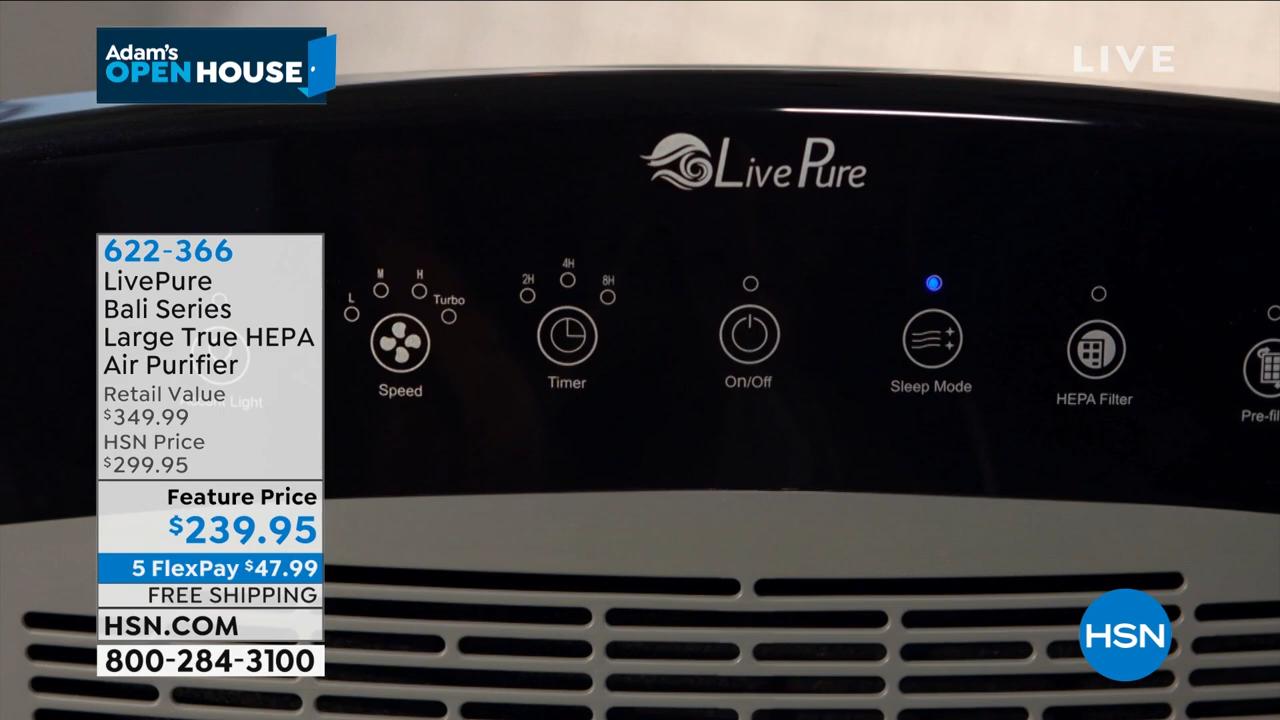 Adam's
OPEN HOUSE
LIVE
LivePure
622-366
LivePure
Bali Series
Large True HEPA
Air Purifier
Retail Value
$349.99
HSN Price
$299.95
Feature Price
$239.95
5 FlexPay $47.99
FREE SHIPPING
HSN.COM
800-284-3100
L
M
H
Turbo
Speed
2H
4H
8H
Timer
On/Off
Sleep Mode
HEPA Filter
Light
HSN